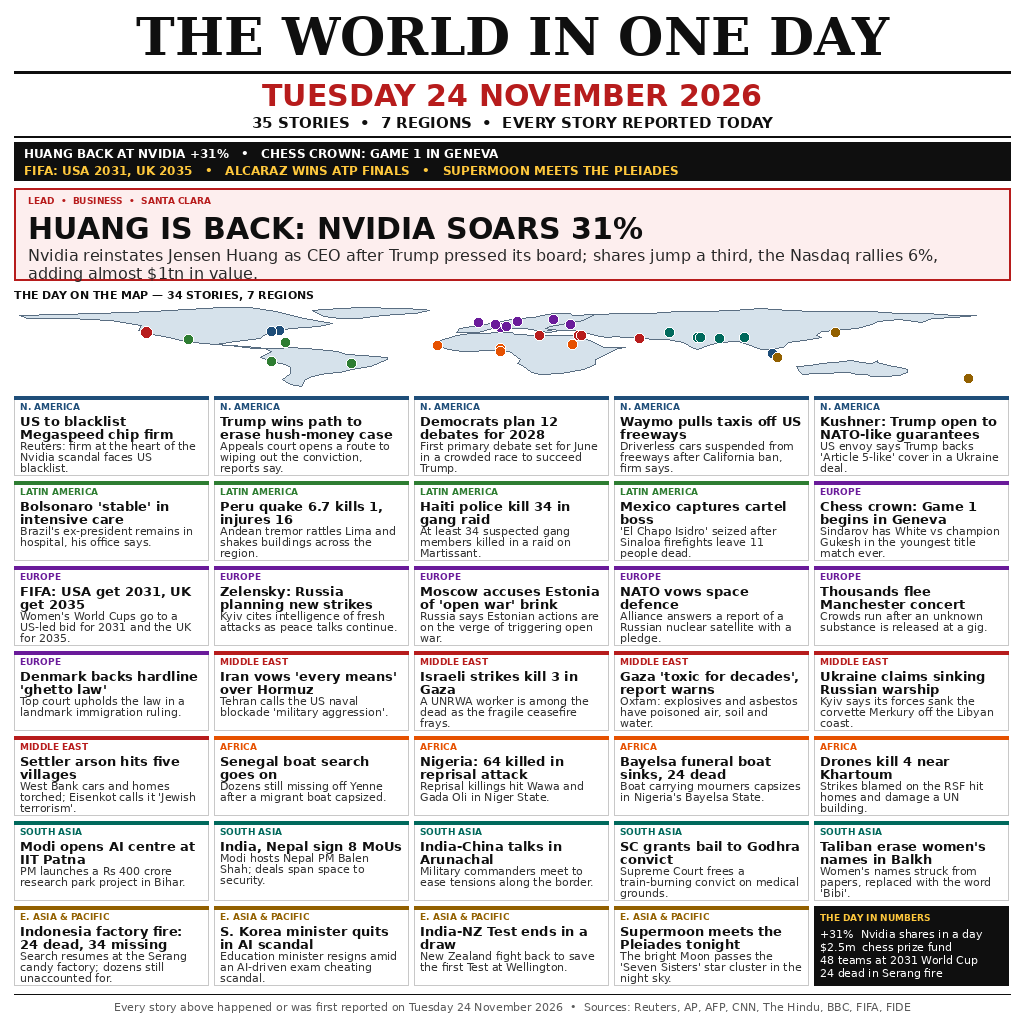 THE WORLD IN ONE DAY
TUESDAY 24 NOVEMBER 2026
35 STORIES • 7 REGIONS • EVERY STORY REPORTED TODAY
HUANG BACK AT NVIDIA +31% • CHESS CROWN: GAME 1 IN GENEVA
FIFA: USA 2031, UK 2035 • ALCARAZ WINS ATP FINALS • SUPERMOON MEETS THE PLEIADES
LEAD • BUSINESS • SANTA CLARA
HUANG IS BACK: NVIDIA SOARS 31%
Nvidia reinstates Jensen Huang as CEO after Trump pressed its board; shares jump a third, the Nasdaq rallies 6%,
adding almost $1tn in value.
THE DAY ON THE MAP — 34 STORIES, 7 REGIONS
N. AMERICA
US to blacklist
Megaspeed chip firm
Reuters: firm at the heart of the
Nvidia scandal faces US
blacklist.
N. AMERICA
Trump wins path to
erase hush-money case
Appeals court opens a route to
wiping out the conviction,
reports say.
N. AMERICA
Democrats plan 12
debates for 2028
First primary debate set for June
in a crowded race to succeed
Trump.
N. AMERICA
Waymo pulls taxis off US
freeways
Driverless cars suspended from
freeways after California ban,
firm says.
N. AMERICA
Kushner: Trump open to
NATO-like guarantees
US envoy says Trump backs
'Article 5-like' cover in a Ukraine
deal.
LATIN AMERICA
Bolsonaro 'stable' in
intensive care
Brazil's ex-president remains in
hospital, his office says.
LATIN AMERICA
Peru quake 6.7 kills 1,
injures 16
Andean tremor rattles Lima and
shakes buildings across the
region.
LATIN AMERICA
Haiti police kill 34 in
gang raid
At least 34 suspected gang
members killed in a raid on
Martissant.
LATIN AMERICA
Mexico captures cartel
boss
'El Chapo Isidro' seized after
Sinaloa firefights leave 11
people dead.
EUROPE
Chess crown: Game 1
begins in Geneva
Sindarov has White vs champion
Gukesh in the youngest title
match ever.
EUROPE
FIFA: USA get 2031, UK
get 2035
Women's World Cups go to a
US-led bid for 2031 and the UK
for 2035.
EUROPE
Zelensky: Russia
planning new strikes
Kyiv cites intelligence of fresh
attacks as peace talks continue.
EUROPE
Moscow accuses Estonia
of 'open war' brink
Russia says Estonian actions are
on the verge of triggering open
war.
EUROPE
NATO vows space
defence
Alliance answers a report of a
Russian nuclear satellite with a
pledge.
EUROPE
Thousands flee
Manchester concert
Crowds run after an unknown
substance is released at a gig.
EUROPE
Denmark backs hardline
'ghetto law'
Top court upholds the law in a
landmark immigration ruling.
MIDDLE EAST
Iran vows 'every means'
over Hormuz
Tehran calls the US naval
blockade 'military aggression'.
MIDDLE EAST
Israeli strikes kill 3 in
Gaza
A UNRWA worker is among the
dead as the fragile ceasefire
frays.
MIDDLE EAST
Gaza 'toxic for decades',
report warns
Oxfam: explosives and asbestos
have poisoned air, soil and
water.
MIDDLE EAST
Ukraine claims sinking
Russian warship
Kyiv says its forces sank the
corvette Merkury off the Libyan
coast.
MIDDLE EAST
Settler arson hits five
villages
West Bank cars and homes
torched; Eisenkot calls it 'Jewish
terrorism'.
AFRICA
Senegal boat search
goes on
Dozens still missing off Yenne
after a migrant boat capsized.
AFRICA
Nigeria: 64 killed in
reprisal attack
Reprisal killings hit Wawa and
Gada Oli in Niger State.
AFRICA
Bayelsa funeral boat
sinks, 24 dead
Boat carrying mourners capsizes
in Nigeria's Bayelsa State.
AFRICA
Drones kill 4 near
Khartoum
Strikes blamed on the RSF hit
homes and damage a UN
building.
SOUTH ASIA
Modi opens AI centre at
IIT Patna
PM launches a Rs 400 crore
research park project in Bihar.
SOUTH ASIA
India, Nepal sign 8 MoUs
Modi hosts Nepal PM Balen
Shah; deals span space to
security.
SOUTH ASIA
India-China talks in
Arunachal
Military commanders meet to
ease tensions along the border.
SOUTH ASIA
SC grants bail to Godhra
convict
Supreme Court frees a
train-burning convict on medical
grounds.
SOUTH ASIA
Taliban erase women's
names in Balkh
Women's names struck from
papers, replaced with the word
'Bibi'.
E. ASIA & PACIFIC
Indonesia factory fire:
24 dead, 34 missing
Search resumes at the Serang
candy factory; dozens still
unaccounted for.
E. ASIA & PACIFIC
S. Korea minister quits
in AI scandal
Education minister resigns amid
an AI-driven exam cheating
scandal.
E. ASIA & PACIFIC
India-NZ Test ends in a
draw
New Zealand fight back to save
the first Test at Wellington.
E. ASIA & PACIFIC
Supermoon meets the
Pleiades tonight
The bright Moon passes the
'Seven Sisters' star cluster in the
night sky.
THE DAY IN NUMBERS
+31% Nvidia shares in a day
$2.5m chess prize fund
48 teams at 2031 World Cup
24 dead in Serang fire
Every story above happened or was first reported on Tuesday 24 November 2026 • Sources: Reuters, AP, AFP, CNN, The Hindu, BBC, FIFA, FIDE